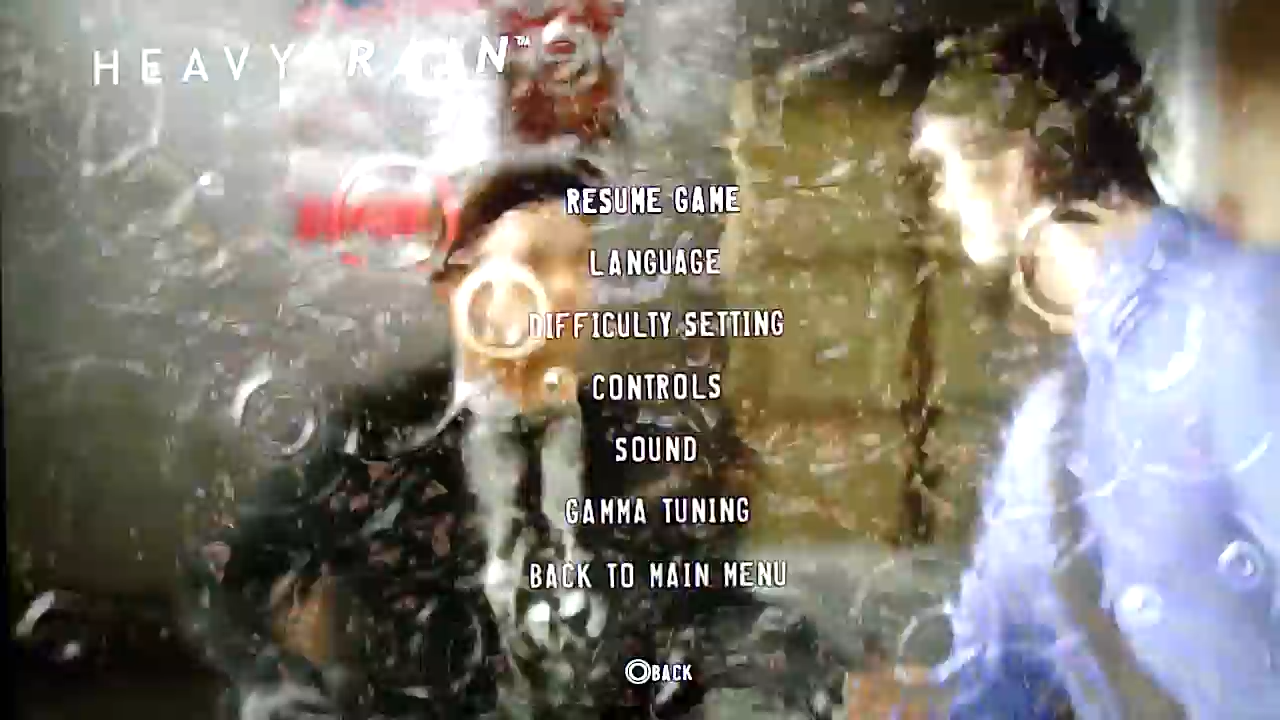 HEAVY RAIN™
RESUME GAME
LANGUAGE
DIFFICULTY SETTING
CONTROLS
SOUND
GAMMA TUNING
BACK TO MAIN MENU
BACK